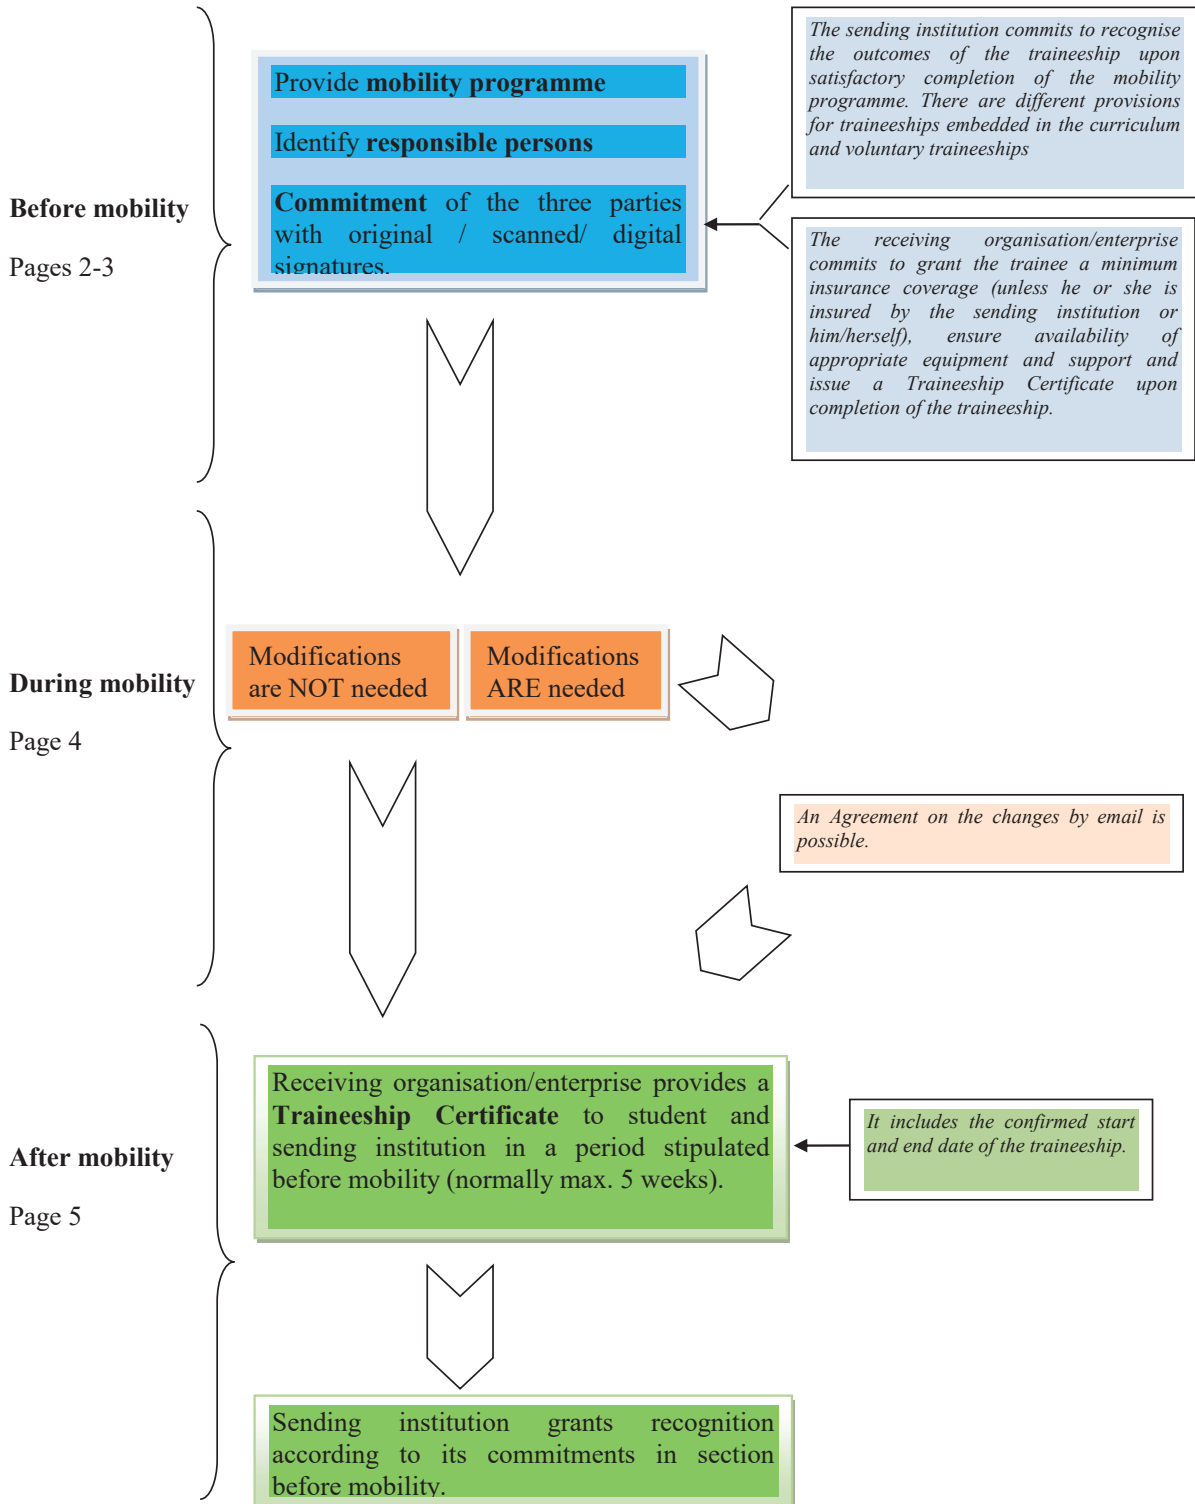 Provide mobility programme
Identify responsible persons
Commitment of the three parties
with original / scanned/ digital
signatures.
The sending institution commits to recognise
the outcomes of the traineeship upon
satisfactory completion of the mobility
programme. There are different provisions
for traineeships embedded in the curriculum
and voluntary traineeships
Before mobility
Pages 2-3
The receiving organisation/enterprise
commits to grant the trainee a minimum
insurance coverage (unless he or she is
insured by the sending institution or
him/herself), ensure availability of
appropriate equipment and support and
issue a Traineeship Certificate upon
completion of the traineeship.
During mobility
Page 4
Modifications
are NOT needed
Modifications
ARE needed
An Agreement on the changes by email is
possible.
After mobility
Page 5
Receiving organisation/enterprise provides a
Traineeship Certificate to student and
sending institution in a period stipulated
before mobility (normally max. 5 weeks).
It includes the confirmed start
and end date of the traineeship.
Sending institution grants recognition
according to its commitments in section
before mobility.